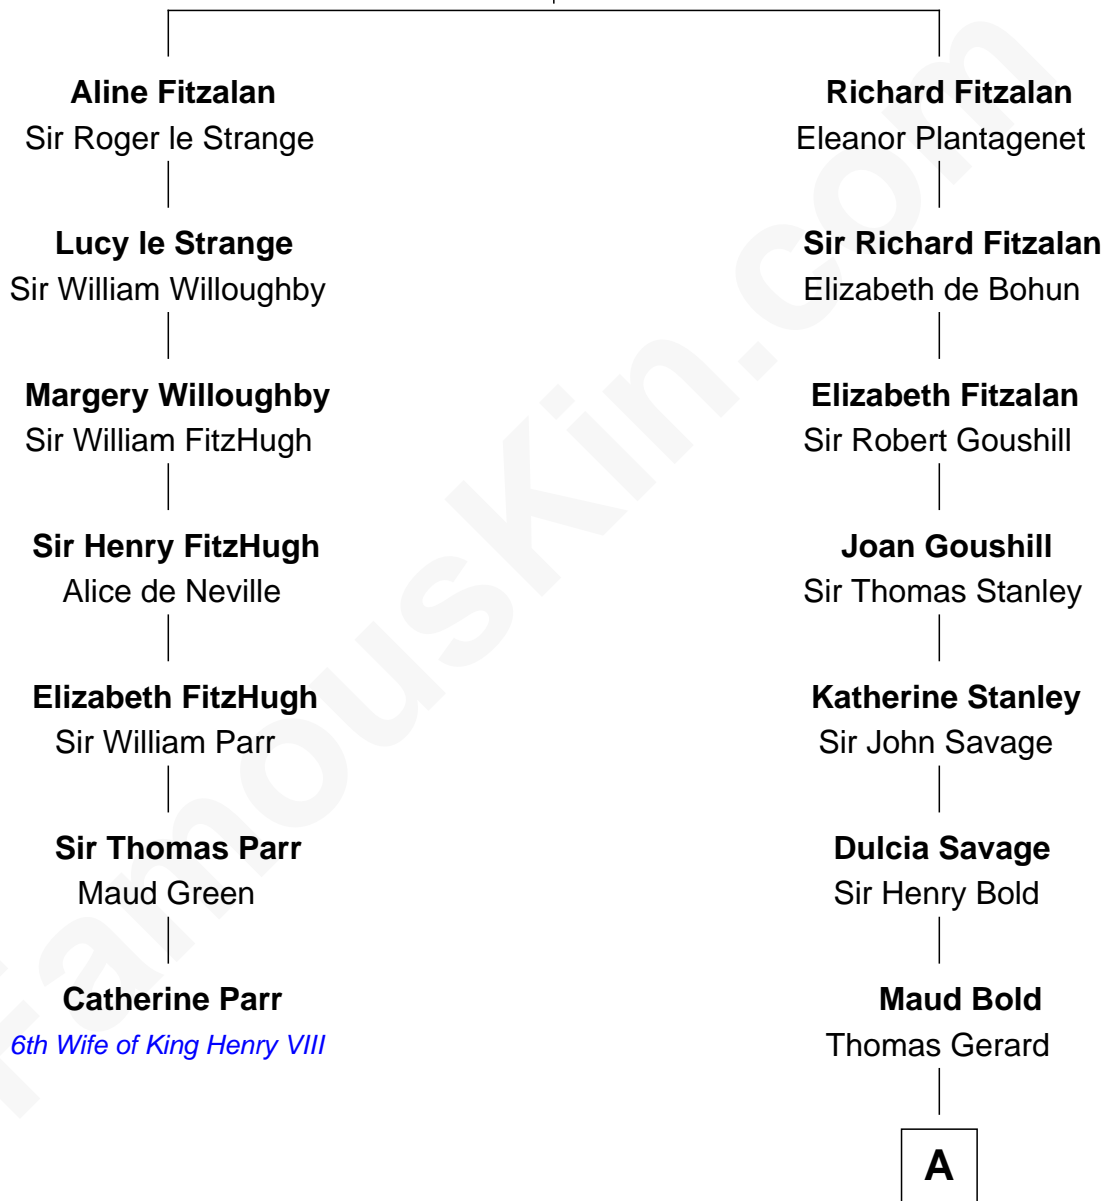 Aline Fitzalan
Sir Roger le Strange
Lucy le Strange
Sir William Willoughby
Margery Willoughby
Sir William FitzHugh
Sir Henry FitzHugh
Alice de Neville
Elizabeth FitzHugh
Sir William Parr
Sir Thomas Parr
Maud Green
Catherine Parr
6th Wife of King Henry VIII
Richard Fitzalan
Eleanor Plantagenet
Sir Richard Fitzalan
Elizabeth de Bohun
Elizabeth Fitzalan
Sir Robert Goushill
Joan Goushill
Sir Thomas Stanley
Katherine Stanley
Sir John Savage
Dulcia Savage
Sir Henry Bold
Maud Bold
Thomas Gerard
A
FamousKin.com